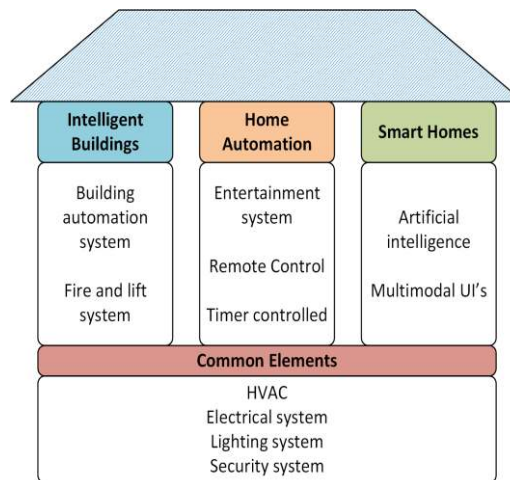 Intelligent
Buildings
Building
automation
system
Fire and lift
system
Home
Automation
Entertainment
system
Remote Control
Timer controlled
Smart Homes
Artificial
intelligence
Multimodal UI's
Common Elements
HVAC
Electrical system
Lighting system
Security system